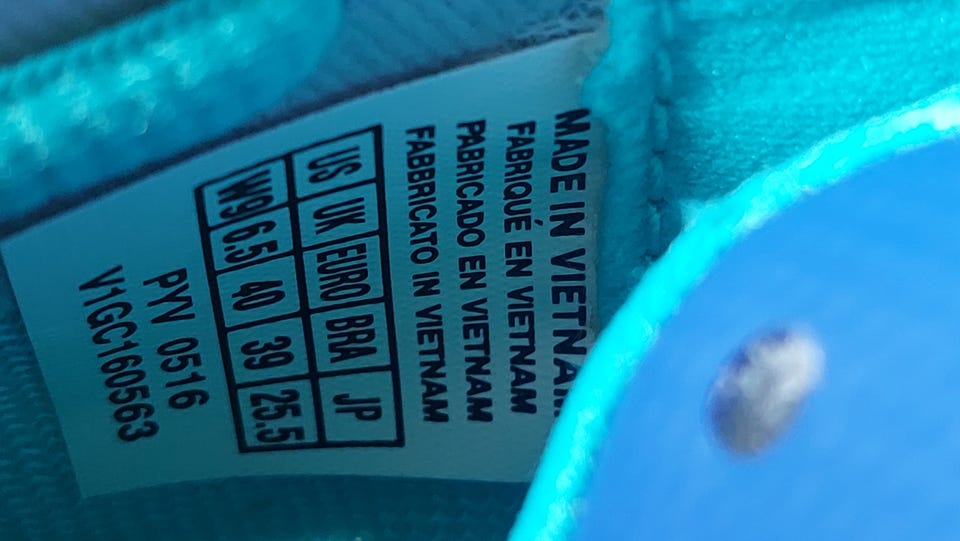 MADE IN VIETNAM
FABRIQUÉ EN VIETNAM
PABRICADO EN VIETNAM
FABBRICATO IN VIETNAM
US UK EURO BRA JP
W9 6.5 40 39 25.5
PYV 0516
V1GC160563